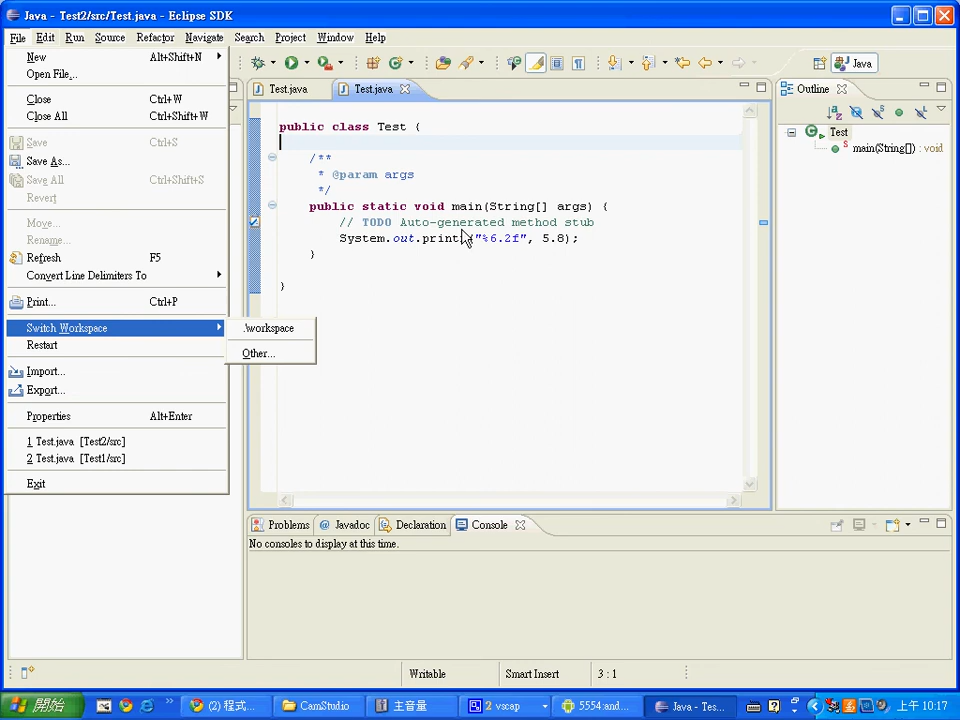 Java - Test2/src/Test.java - Eclipse SDK
File Edit Run Source Refactor Navigate Search Project Window Help
Java
New Alt+Shift+N
Open File...
Close Ctrl+W
Close All Ctrl+Shift+W
Save Ctrl+S
Save As...
Save All Ctrl+Shift+S
Revert
Move...
Rename...
Refresh F5
Convert Line Delimiters To
Print... Ctrl+P
Switch Workspace
Restart
Import...
Export...
Properties Alt+Enter
1 Test.java [Test2/src]
2 Test.java [Test1/src]
Exit
.\workspace
Other...
Test.java Test.java
public class Test {
/**
* @param args
*/
public static void main(String[] args) {
// TODO Auto-generated method stub
System.out.print ("%6.2f", 5.8);
}
}
Outline
Test
main(String[]) : void
Problems @ Javadoc Declaration Console
No consoles to display at this time.
Writable Smart Insert 3 : 1
開始 (2) 程式... CamStudio 主音量 2 vscap 5554:and... Java - Tes... 上午 10:17